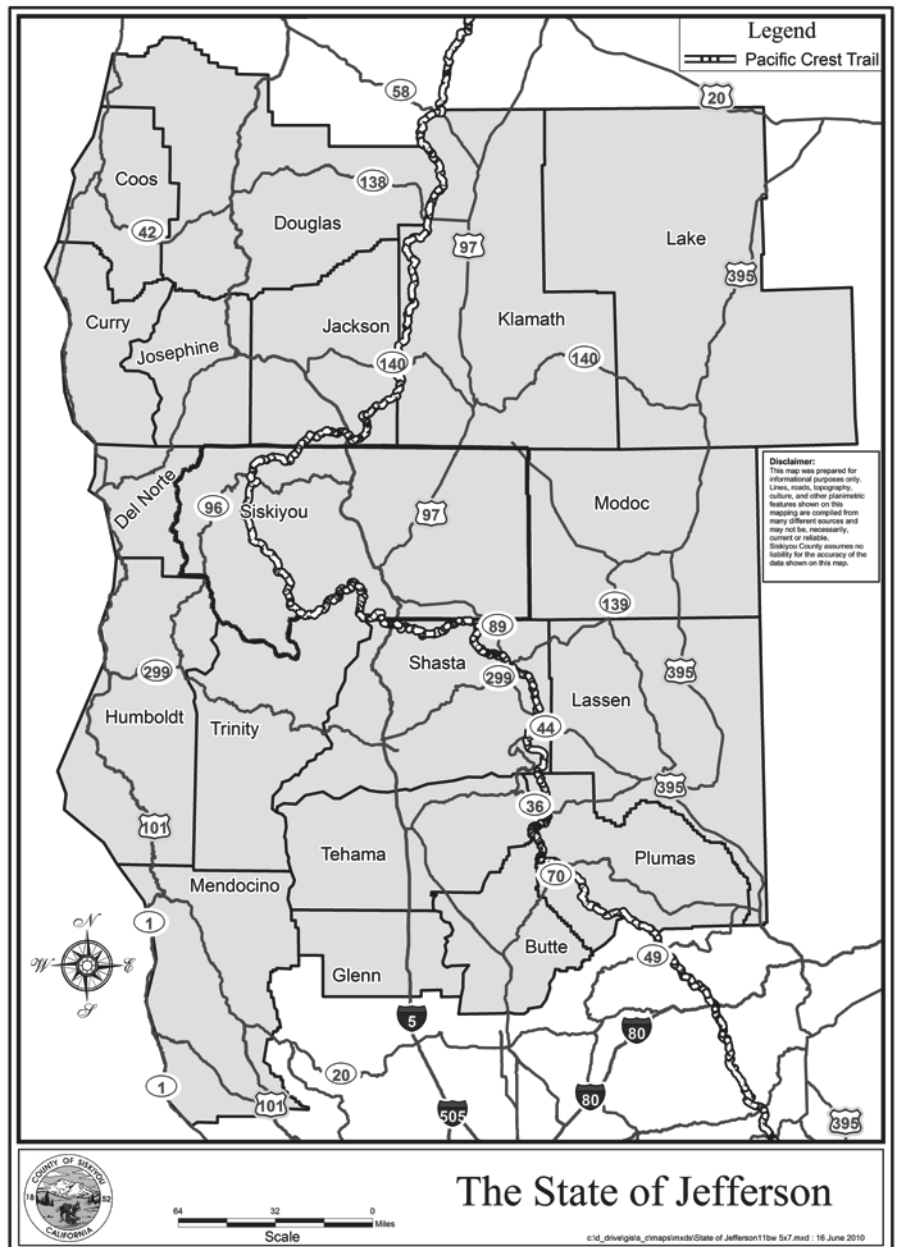 Legend
Pacific Crest Trail
58
20
Coos
138
42
Douglas
97
Lake
395
Curry
Josephine
Jackson
Klamath
140
140
Disclaimer:
This map was prepared for
informational purposes only.
Lines, roads, topography,
culture, and other planimetric
features shown on this
mapping are compiled from
many different sources and
may not be, necessarily,
current or reliable.
Siskiyou County assumes no
liability for the accuracy of the
data shown on this map.
Del Norte
96
Siskiyou
97
Modoc
139
89
Shasta
299
299
395
Lassen
Humboldt
Trinity
44
395
36
101
Tehama
Plumas
70
Mendocino
1
N
W
E
S
Butte
49
Glenn
5
80
20
1
101
505
80
395
COUNTY OF SISKIYOU
18
52
CALIFORNIA
64
32
0
Miles
Scale
The State of Jefferson
c:\d_drive\gis\s_c\maps\mxds\State of Jefferson11bw 5x7.mxd : 16 June 2010